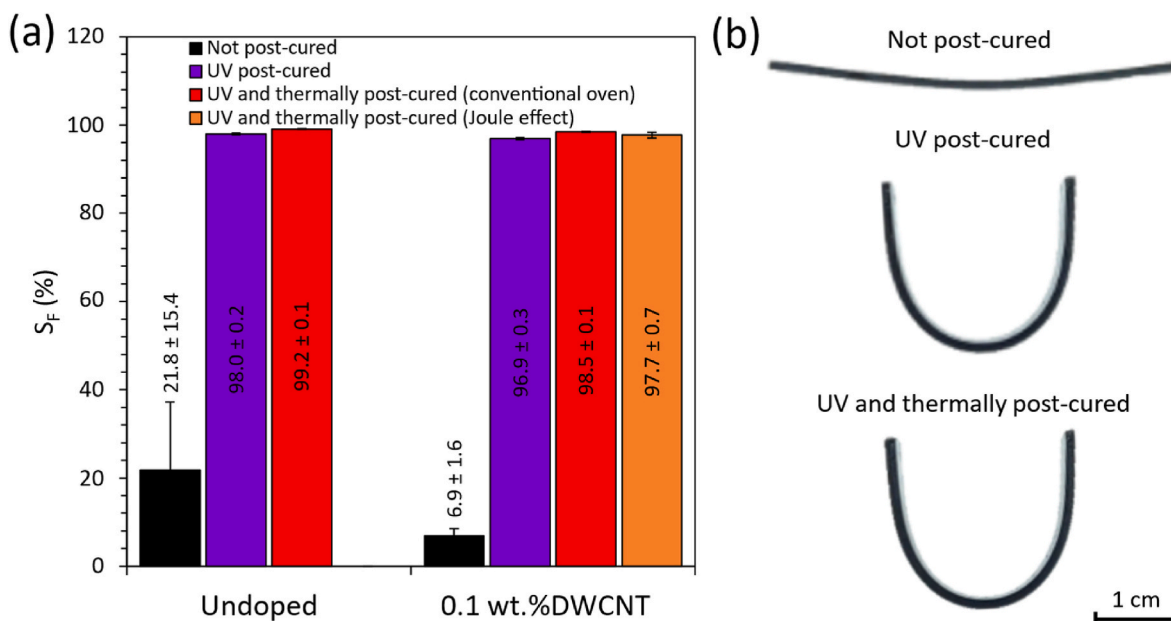 (a)
120
100
80
60
40
20
0
S_F (%)
Not post-cured
UV post-cured
UV and thermally post-cured (conventional oven)
UV and thermally post-cured (Joule effect)
21.8 ± 15.4
98.0 ± 0.2
99.2 ± 0.1
6.9 ± 1.6
96.9 ± 0.3
98.5 ± 0.1
97.7 ± 0.7
Undoped
0.1 wt.%DWCNT
(b)
Not post-cured
UV post-cured
UV and thermally post-cured
1 cm